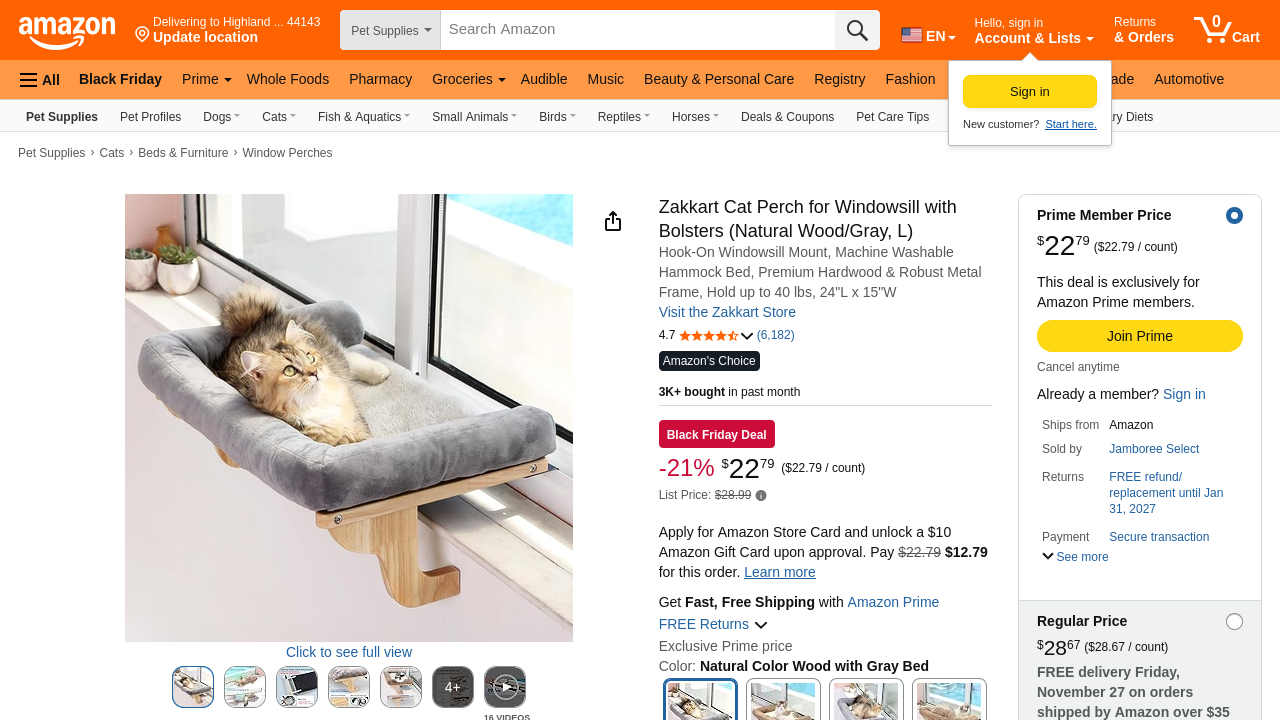 amazon
Delivering to Highland ... 44143
Update location
Pet Supplies
Search Amazon
EN
Hello, sign in
Account & Lists
Returns
& Orders
0
Cart
All
Black Friday
Prime
Whole Foods
Pharmacy
Groceries
Audible
Music
Beauty & Personal Care
Registry
Fashion
Automotive
Sign in
New customer? Start here.
Pet Supplies
Pet Profiles
Dogs
Cats
Fish & Aquatics
Small Animals
Birds
Reptiles
Horses
Deals & Coupons
Pet Care Tips
Diets
Pet Supplies › Cats › Beds & Furniture › Window Perches
Click to see full view
4+
16 VIDEOS
Zakkart Cat Perch for Windowsill with
Bolsters (Natural Wood/Gray, L)
Hook-On Windowsill Mount, Machine Washable
Hammock Bed, Premium Hardwood & Robust Metal
Frame, Hold up to 40 lbs, 24"L x 15"W
Visit the Zakkart Store
4.7 (6,182)
Amazon's Choice
3K+ bought in past month
Black Friday Deal
-21% $22 79 ($22.79 / count)
List Price: $28.99
Apply for Amazon Store Card and unlock a $10
Amazon Gift Card upon approval. Pay $22.79 $12.79
for this order. Learn more
Get Fast, Free Shipping with Amazon Prime
FREE Returns
Exclusive Prime price
Color: Natural Color Wood with Gray Bed
Prime Member Price
$22 79 ($22.79 / count)
This deal is exclusively for
Amazon Prime members.
Join Prime
Cancel anytime
Already a member? Sign in
Ships from Amazon
Sold by Jamboree Select
Returns FREE refund/
replacement until Jan
31, 2027
Payment Secure transaction
See more
Regular Price
$28 67 ($28.67 / count)
FREE delivery Friday,
November 27 on orders
shipped by Amazon over $35